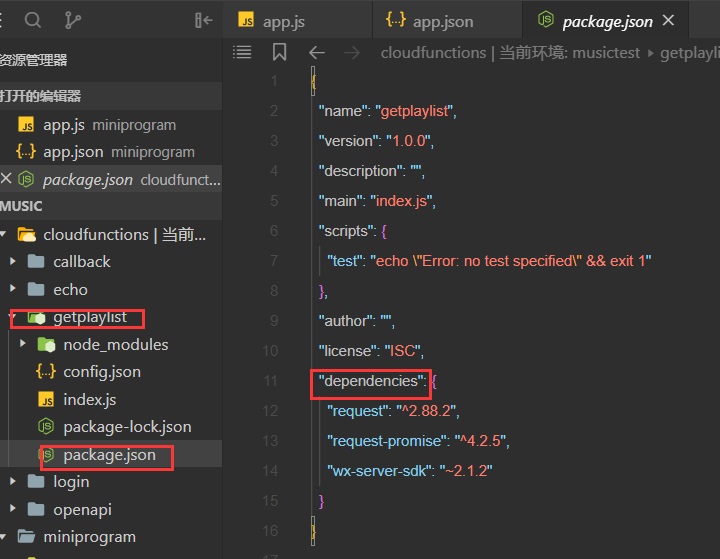 app.js
app.json
package.json
资源管理器
cloudfunctions | 当前环境: musictest ▸ getplayli
打开的编辑器
app.js miniprogram
app.json miniprogram
package.json cloudfunct...
MUSIC
cloudfunctions | 当前...
callback
echo
getplaylist
node_modules
config.json
index.js
package-lock.json
package.json
login
openapi
miniprogram
1 {
2 "name": "getplaylist",
3 "version": "1.0.0",
4 "description": "",
5 "main": "index.js",
6 "scripts": {
7 "test": "echo \"Error: no test specified\" && exit 1"
8 },
9 "author": "",
10 "license": "ISC",
11 "dependencies": {
12 "request": "^2.88.2",
13 "request-promise": "^4.2.5",
14 "wx-server-sdk": "~2.1.2"
15 }
16 }
17